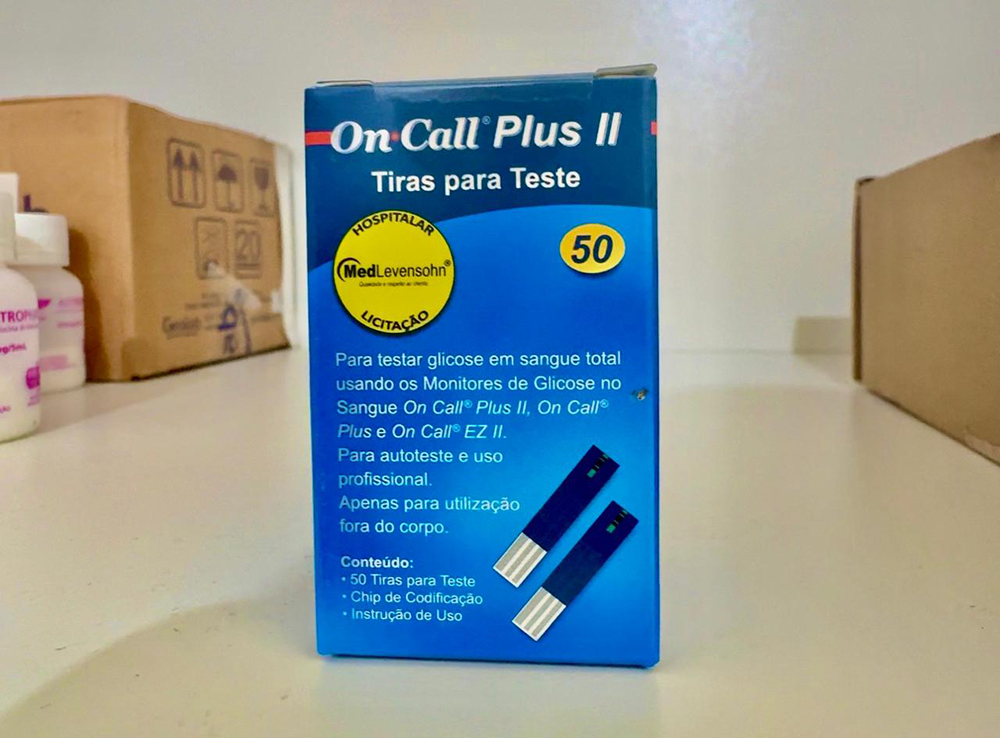 On Call® Plus II
Tiras para Teste
HOSPITALAR
MedLevensohn®
LICITAÇÃO
50
Para testar glicose em sangue total
usando os Monitores de Glicose no
Sangue On Call® Plus II, On Call®
Plus e On Call® EZ II.
Para autoteste e uso
profissional.
Apenas para utilização
fora do corpo.
Conteúdo:
• 50 Tiras para Teste
• Chip de Codificação
• Instrução de Uso
20